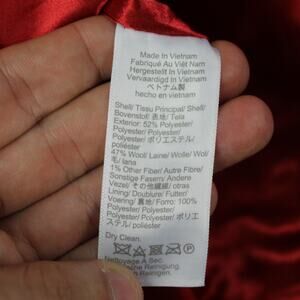 Made In Vietnam
Fabriqué Au Viêt Nam
Hergestellt In Vietnam
Vervaardigd In Vietnam
ベトナム製
hecho en vietnam
Shell/ Tissu Principal/ Shell/
Bovenstof/ 表地/ Tela
Exterior: 52% Polyester/
Polyester/ Polyester/
Polyester/ ポリエステル/
poliéster
47% Wool/ Laine/ Wolle/ Wol/
毛/ lana
1% Other Fiber/ Autre Fibre/
Sonstige Fasern/ Andere
Vezel/ その他繊維/ otras
Lining/ Doublure/ Futter/
Voering/ 裏地/ Forro: 100%
Polyester/ Polyester/
Polyester/ Polyester/ ポリエ
ステル/ poliéster
Dry Clean.
Nettoyage A Sec.
Reinigung.